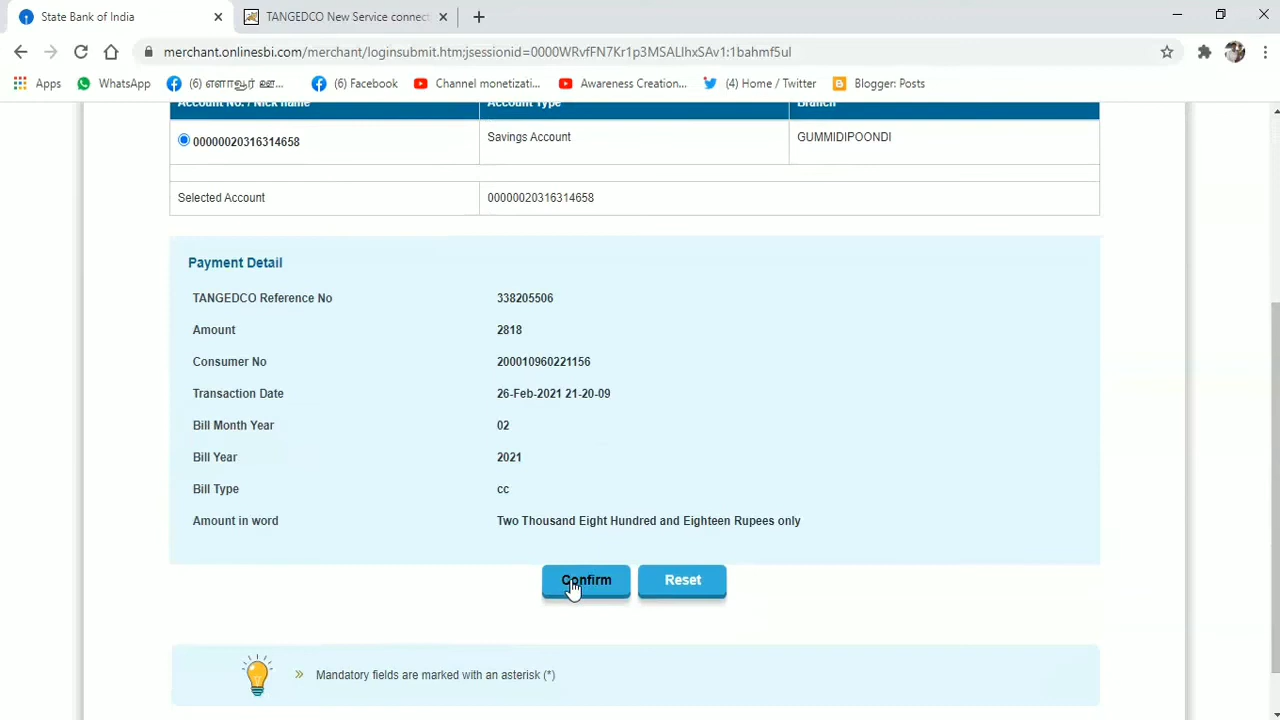 State Bank of India
TANGEDCO New Service connect
merchant.onlinesbi.com/merchant/loginsubmit.htm;jsessionid=0000WRvfFN7Kr1p3MSALIhxSAv1:1bahmf5ul
Apps WhatsApp (6) எனாஊர் ஊ... (6) Facebook Channel monetizati... Awareness Creation... (4) Home / Twitter Blogger: Posts
Account No. / Nick name Account Type Branch
00000020316314658 Savings Account GUMMIDIPOONDI
Selected Account 00000020316314658
Payment Detail
TANGEDCO Reference No 338205506
Amount 2818
Consumer No 200010960221156
Transaction Date 26-Feb-2021 21-20-09
Bill Month Year 02
Bill Year 2021
Bill Type cc
Amount in word Two Thousand Eight Hundred and Eighteen Rupees only
Confirm Reset
» Mandatory fields are marked with an asterisk (*)